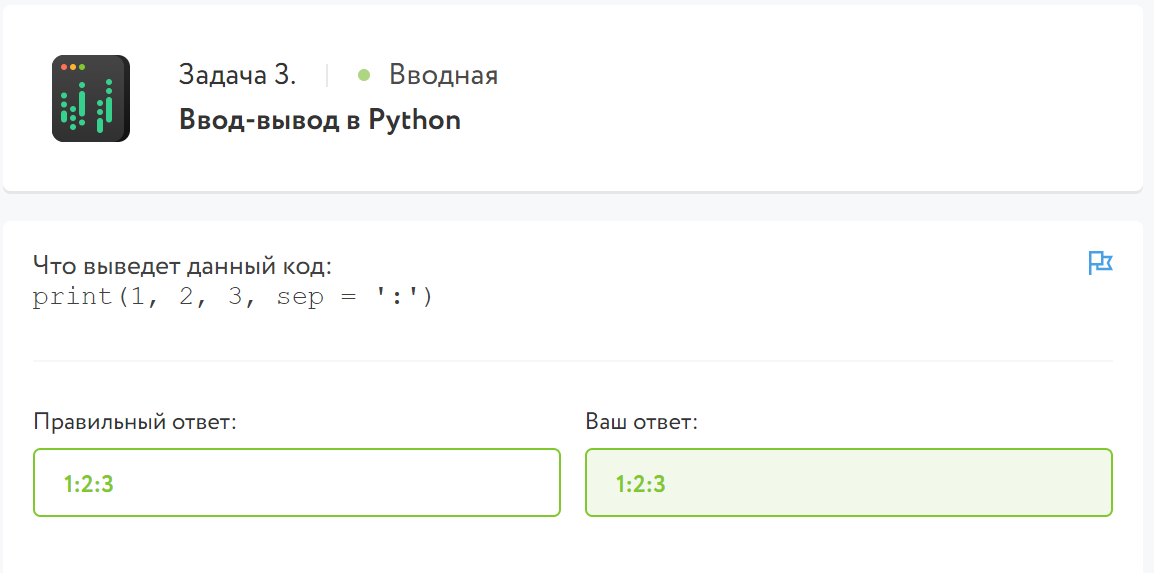 Задача 3.
Вводная
Ввод-вывод в Python
Что выведет данный код:
print(1, 2, 3, sep = ':')
Правильный ответ:
Ваш ответ:
1:2:3
1:2:3